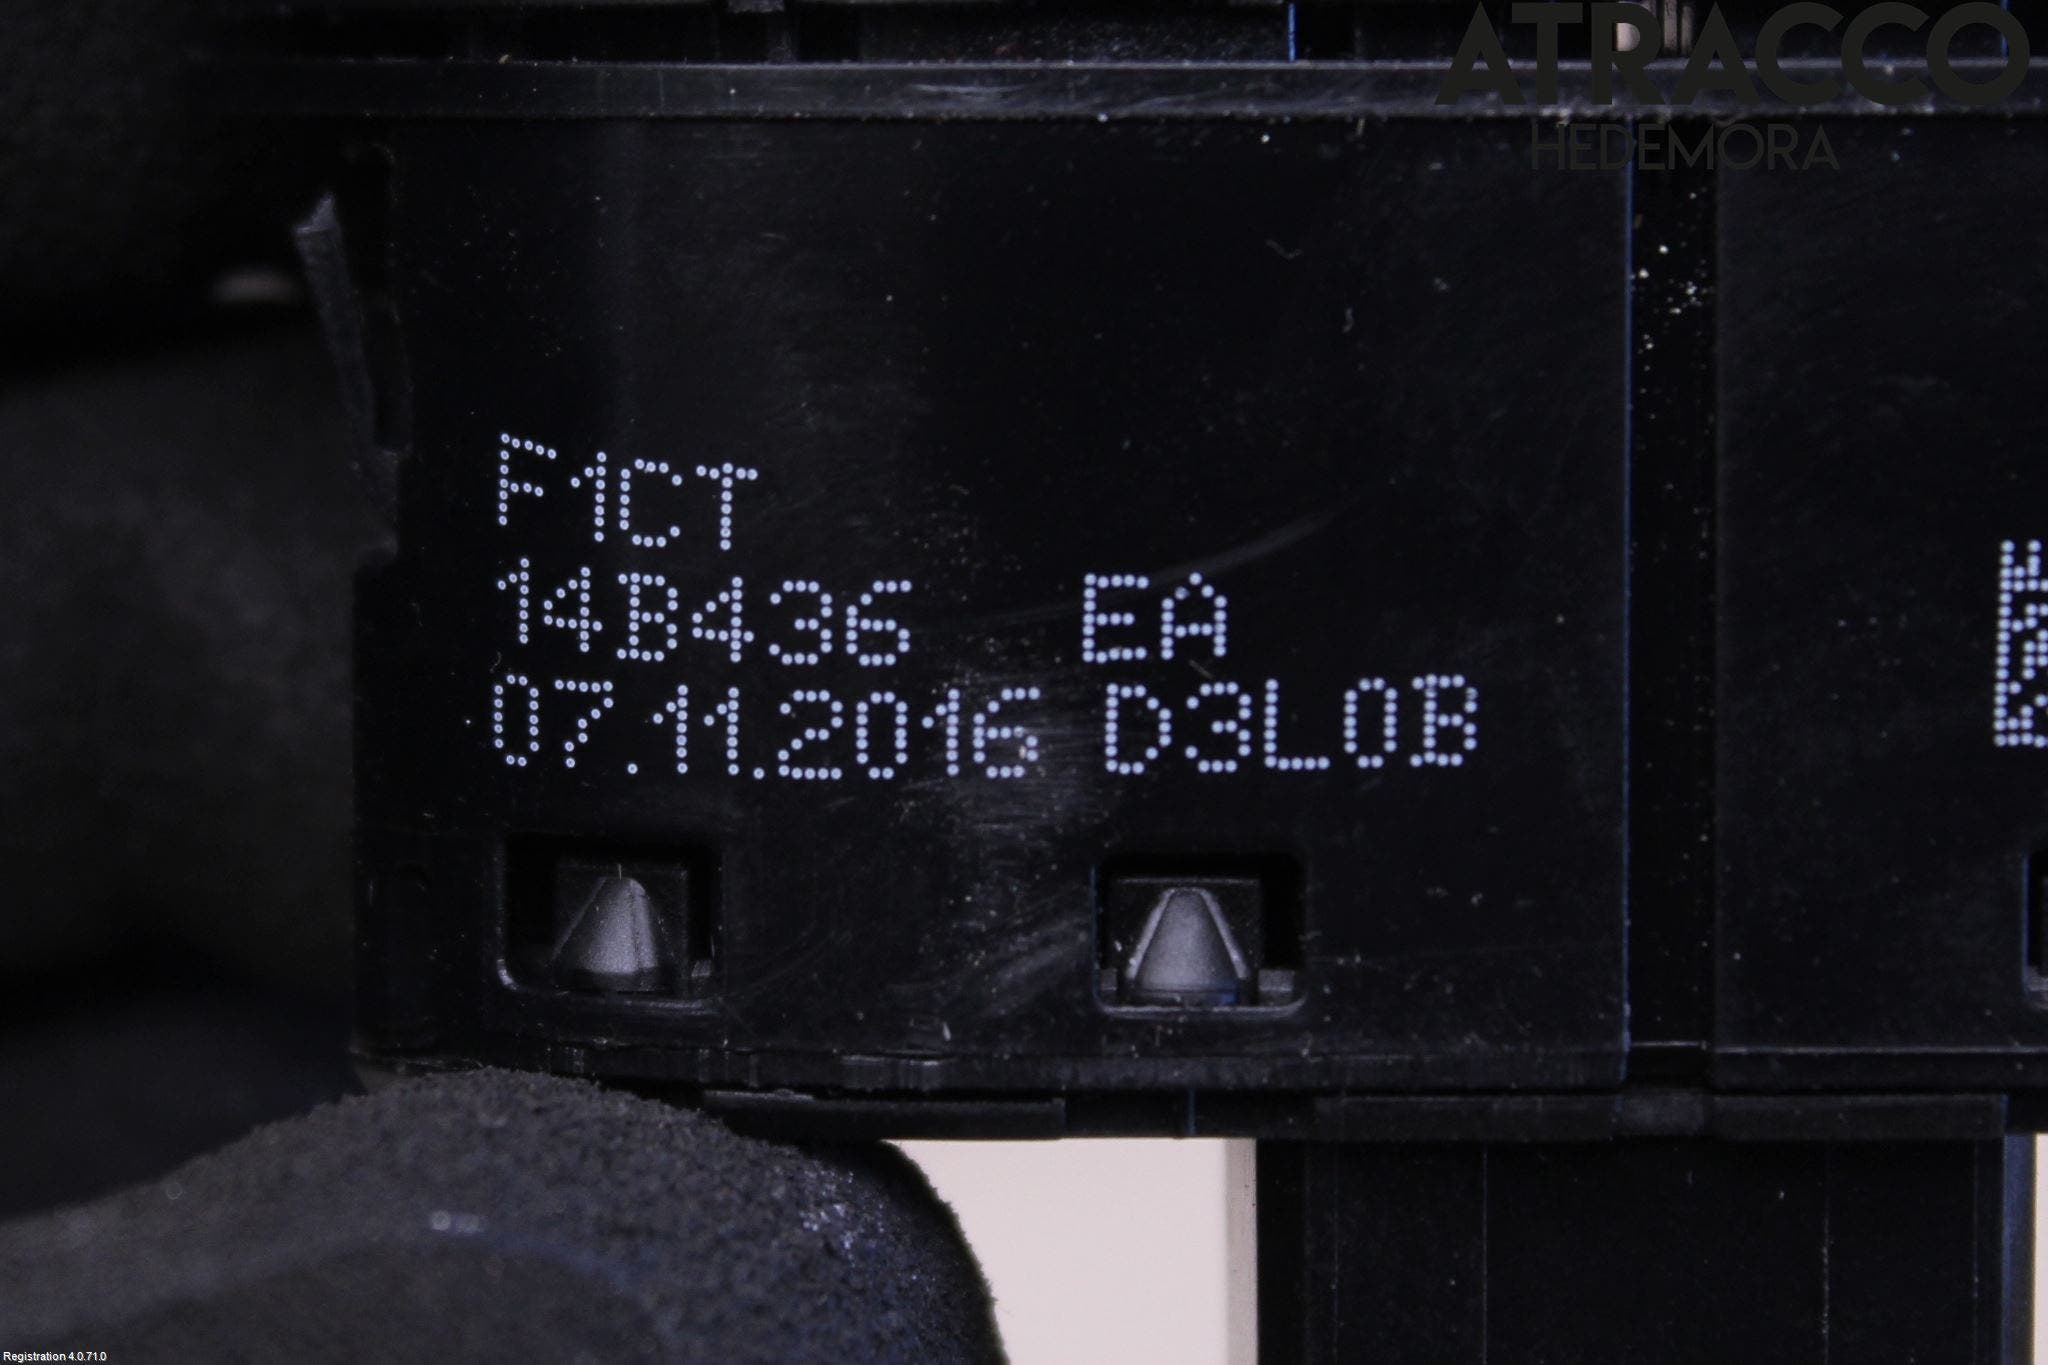 ATRACCO
HEDEMORA
F1CT
14B436 EA
07.11.2016 D3L0B
Registration 4.0.71.0